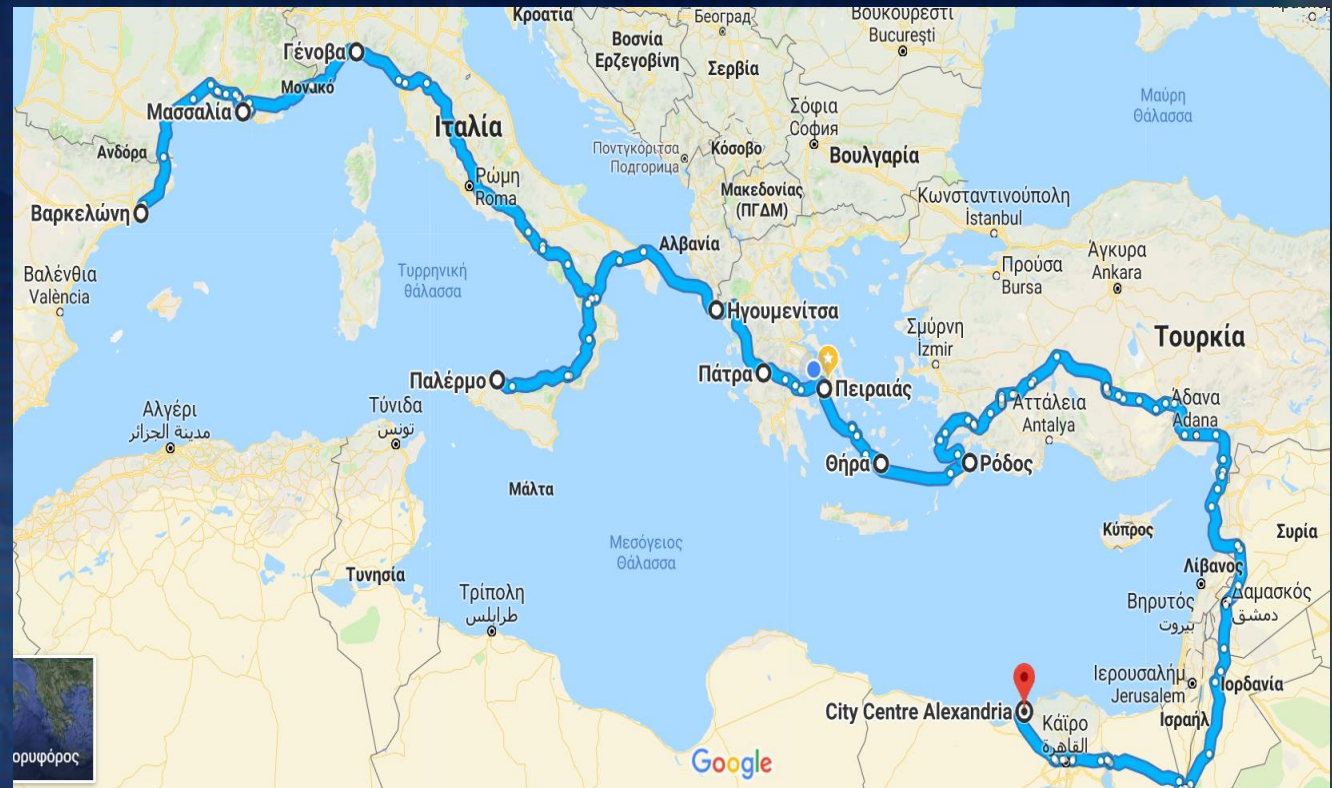 Κροατία
Βοσνία
Ερζεγοβίνη
Београд
Σερβία
Βουκουρέστι
București
Γένοβα
Μονακό
Μασσαλία
Ιταλία
Ανδόρα
Βαρκελώνη
Βαλένθια
València
Ρώμη
Roma
Τυρρηνική
θάλασσα
Ποντγκόριτσα
Подгорица
Κόσοβο
Σόφια
София
Βουλγαρία
Μακεδονίας
(ΠΓΔΜ)
Μαύρη
Θάλασσα
Κωνσταντινούπολη
İstanbul
Αλβανία
Προύσα
Bursa
Άγκυρα
Ankara
Ηγουμενίτσα
Σμύρνη
İzmir
Τουρκία
Παλέρμο
Πάτρα
Πειραιάς
Αλγέρι
مدينة الجزائر
Τύνιδα
تونس
Αττάλεια
Antalya
Άδανα
Adana
Θήρα
Ρόδος
Μάλτα
Κύπρος
Συρία
Μεσόγειος
Θάλασσα
Τυνησία
Τρίπολη
طرابلس
Λίβανος
Βηρυτός
بيروت
Δαμασκός
دمشق
Ιερουσαλήμ
Jerusalem
Ιορδανία
Ισραήλ
City Centre Alexandria
Κάϊρο
القاهرة
Google
ορυφόρος